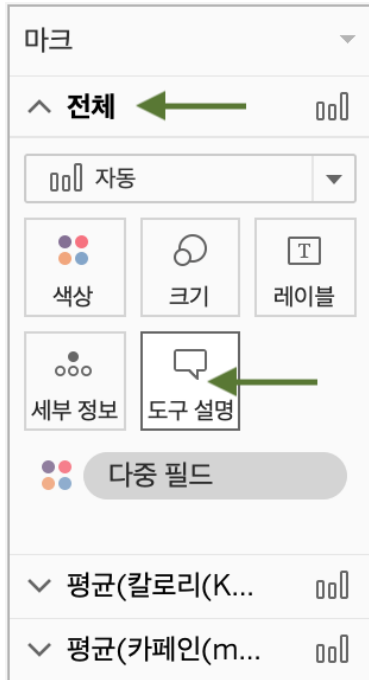 마크
전체
자동
색상
크기
T
레이블
세부 정보
도구 설명
다중 필드
평균(칼로리(K...
평균(카페인(m...